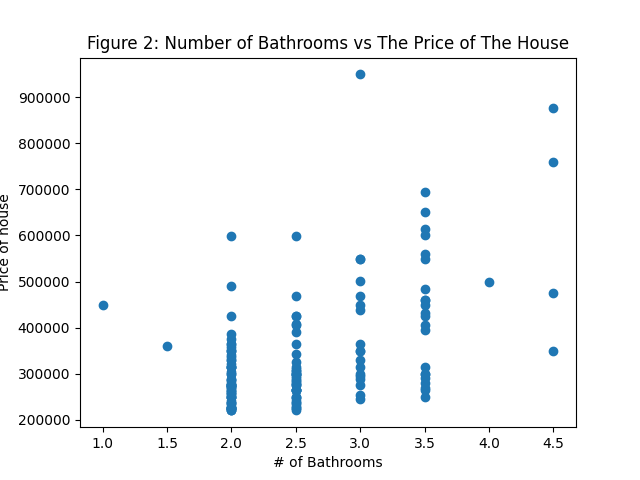 Figure 2: Number of Bathrooms vs The Price of The House
900000
800000
700000
600000
500000
400000
300000
200000
Price of house
1.0 1.5 2.0 2.5 3.0 3.5 4.0 4.5
# of Bathrooms